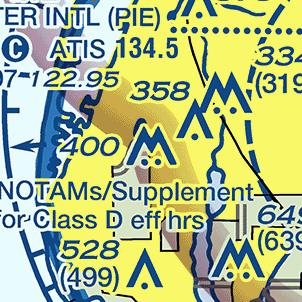 TER INTL (PIE)
C ATIS 134.5
07 122.95
358
334
(319
400
NOTAMs/Supplement
for Class D eff hrs
649
(639
528
(499)